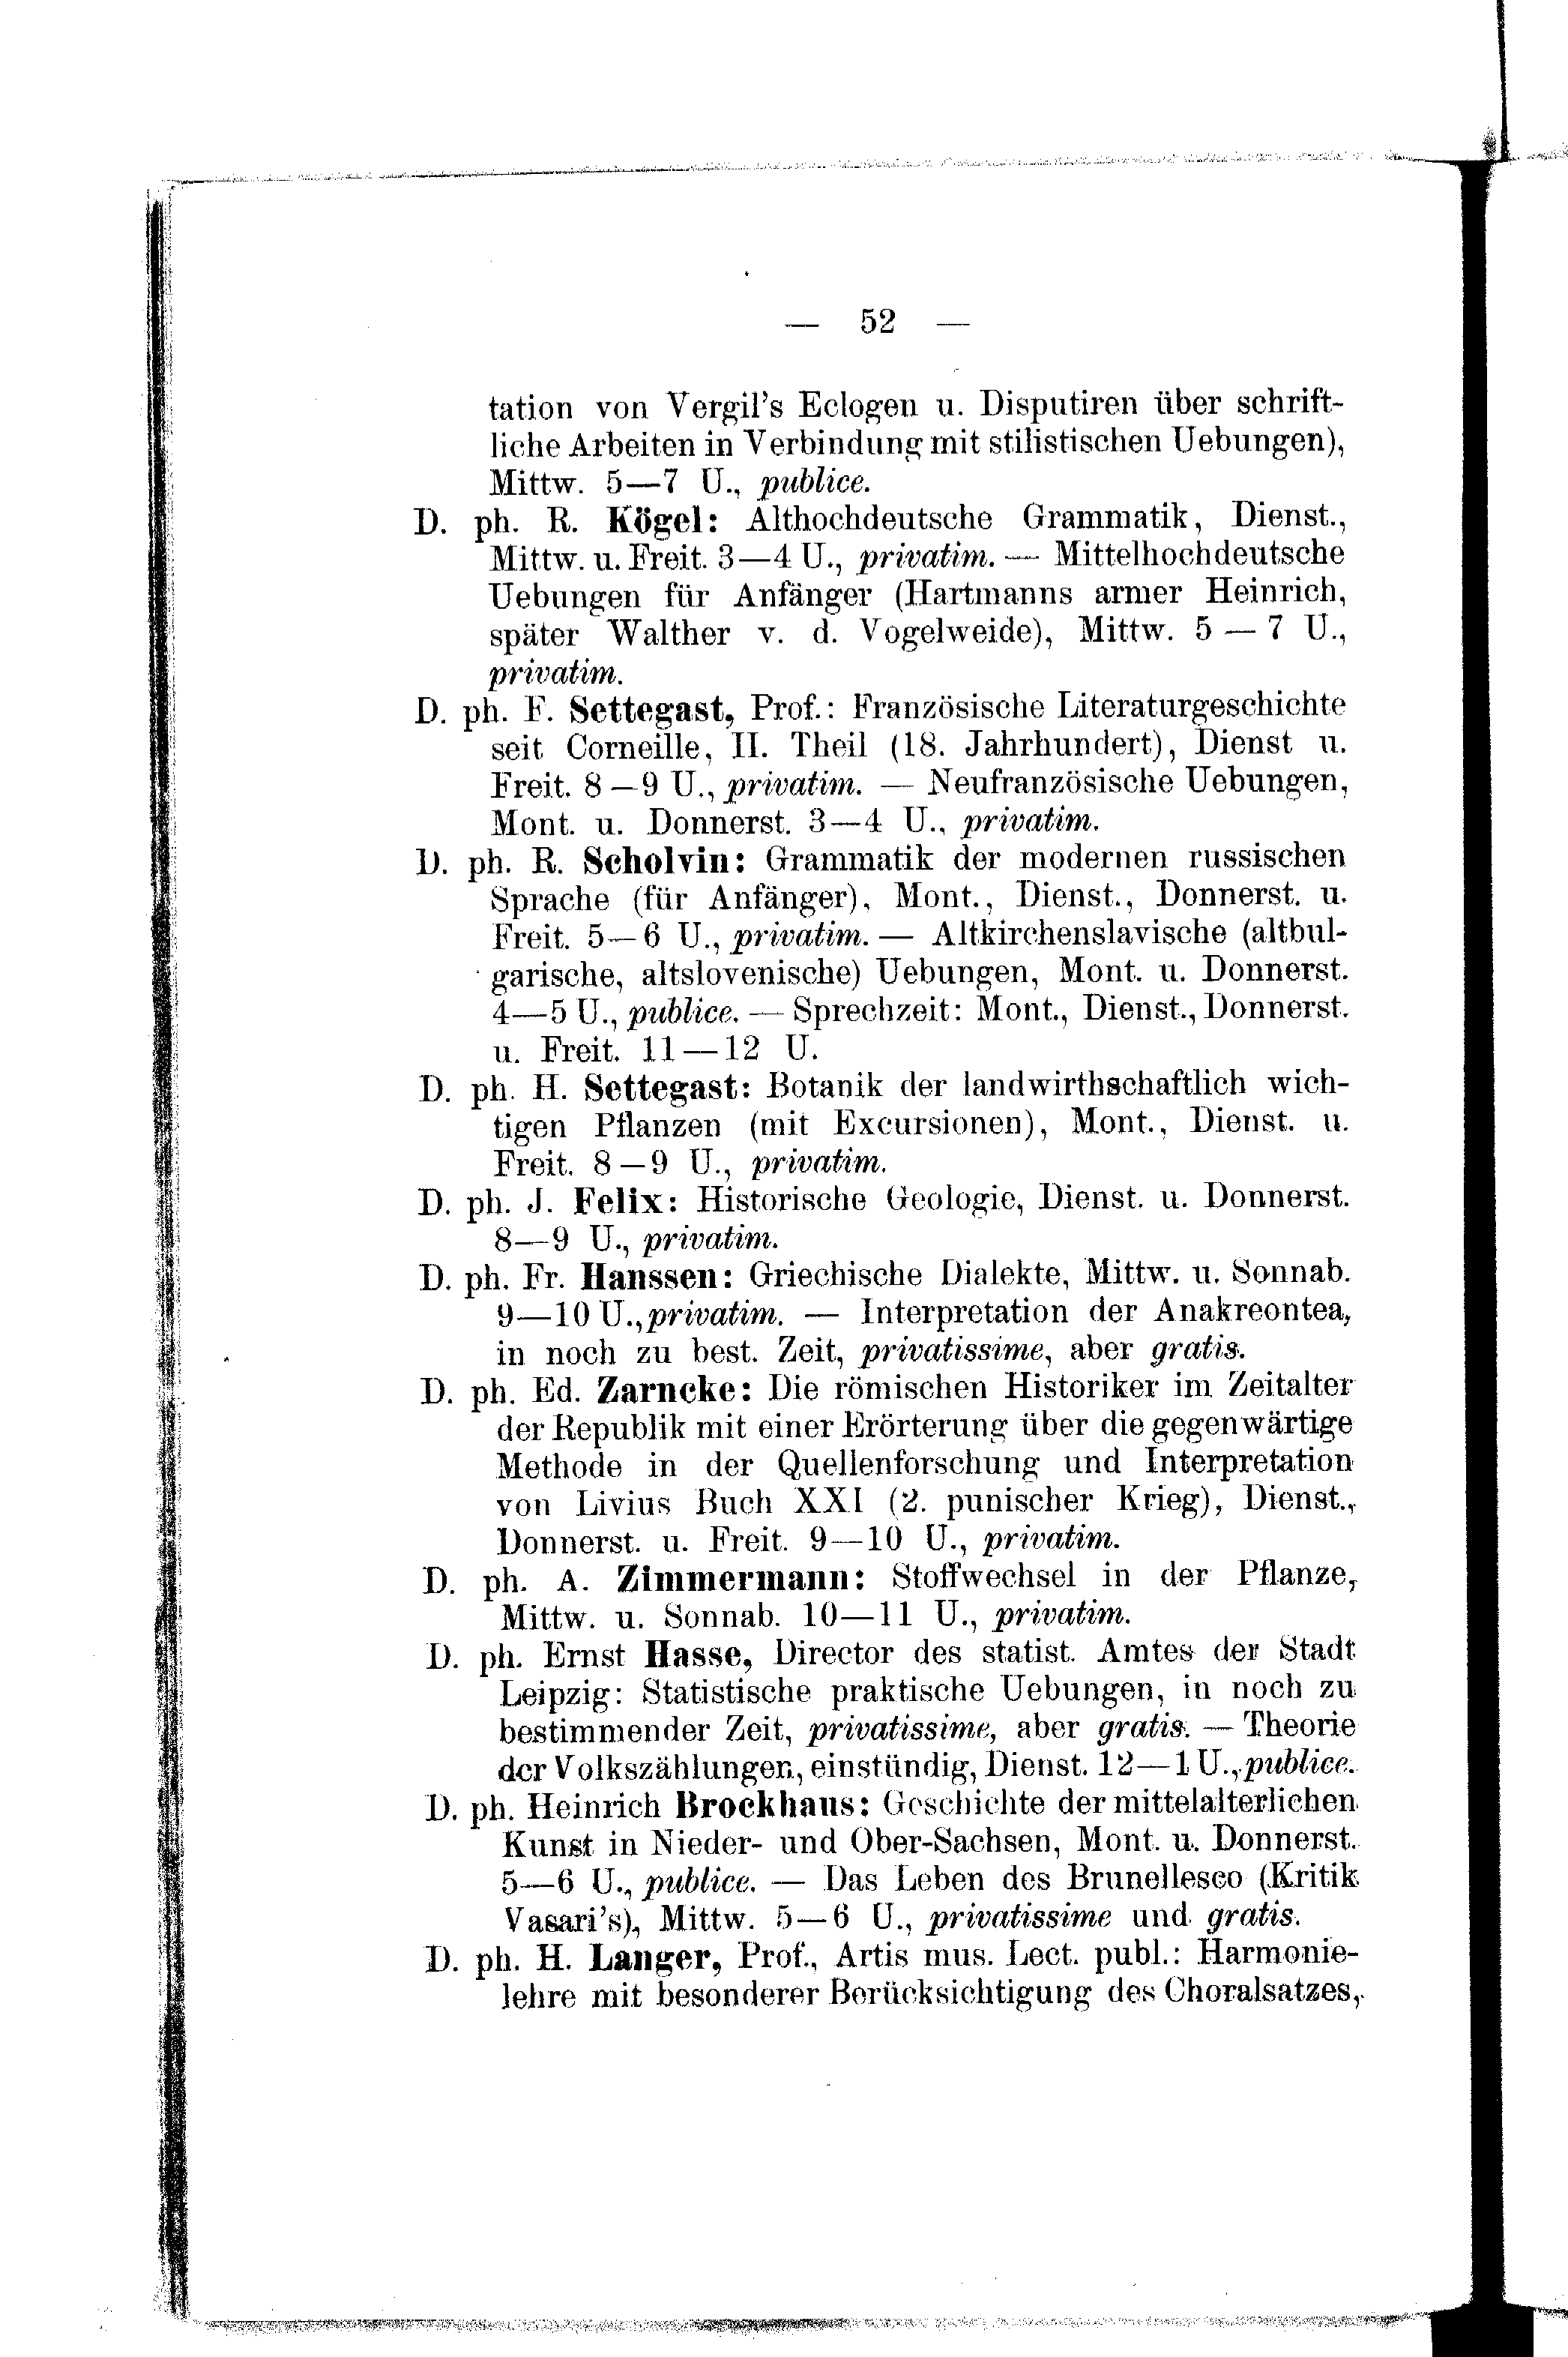 — 52 —
tation von Vergil's Eclogen u. Disputiren über schrift-
liche Arbeiten in Verbindung mit stilistischen Uebungen),
Mittw. 5—7 U., publice.
D. ph. R. Kögel: Althochdeutsche Grammatik, Dienst.,
Mittw. u. Freit. 3—4 U., privatim. — Mittelhochdeutsche
Uebungen für Anfänger (Hartmanns armer Heinrich,
später Walther v. d. Vogelweide), Mittw. 5 — 7 U.,
privatim.
D. ph. F. Settegast, Prof.: Französische Literaturgeschichte
seit Corneille, II. Theil (18. Jahrhundert), Dienst u.
Freit. 8—9 U., privatim. — Neufranzösische Uebungen,
Mont. u. Donnerst. 3—4 U., privatim.
D. ph. R. Scholvin: Grammatik der modernen russischen
Sprache (für Anfänger), Mont., Dienst., Donnerst. u.
Freit. 5—6 U., privatim. — Altkirchenslavische (altbul-
garische, altslovenische) Uebungen, Mont. u. Donnerst.
4—5 U., publice. — Sprechzeit: Mont., Dienst., Donnerst.
u. Freit. 11—12 U.
D. ph. H. Settegast: Botanik der landwirthschaftlich wich-
tigen Pflanzen (mit Excursionen), Mont., Dienst. u.
Freit. 8—9 U., privatim.
D. ph. J. Felix: Historische Geologie, Dienst. u. Donnerst.
8—9 U., privatim.
D. ph. Fr. Hanssen: Griechische Dialekte, Mittw. u. Sonnab.
9—10 U., privatim. — Interpretation der Anakreontea,
in noch zu best. Zeit, privatissime, aber gratis.
D. ph. Ed. Zarncke: Die römischen Historiker im Zeitalter
der Republik mit einer Erörterung über die gegenwärtige
Methode in der Quellenforschung und Interpretation
von Livius Buch XXI (2. punischer Krieg), Dienst.,
Donnerst. u. Freit. 9—10 U., privatim.
D. ph. A. Zimmermann: Stoffwechsel in der Pflanze,
Mittw. u. Sonnab. 10—11 U., privatim.
D. ph. Ernst Hasse, Director des statist. Amtes der Stadt
Leipzig: Statistische praktische Uebungen, in noch zu
bestimmender Zeit, privatissime, aber gratis. — Theorie
der Volkszählungen, einstündig, Dienst. 12—1 U., publice.
D. ph. Heinrich Brockhaus: Geschichte der mittelalterlichen
Kunst in Nieder- und Ober-Sachsen, Mont. u. Donnerst.
5—6 U., publice. — Das Leben des Brunellesco (Kritik
Vasari's), Mittw. 5—6 U., privatissime und gratis.
D. ph. H. Langer, Prof., Artis mus. Lect. publ.: Harmonie-
lehre mit besonderer Berücksichtigung des Choralsatzes,